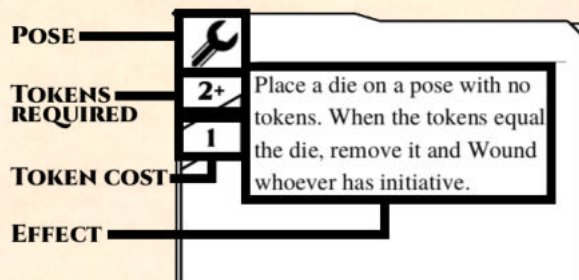 POSE
TOKENS
REQUIRED
2+
1
TOKEN COST
EFFECT
Place a die on a pose with no
tokens. When the tokens equal
the die, remove it and Wound
whoever has initiative.